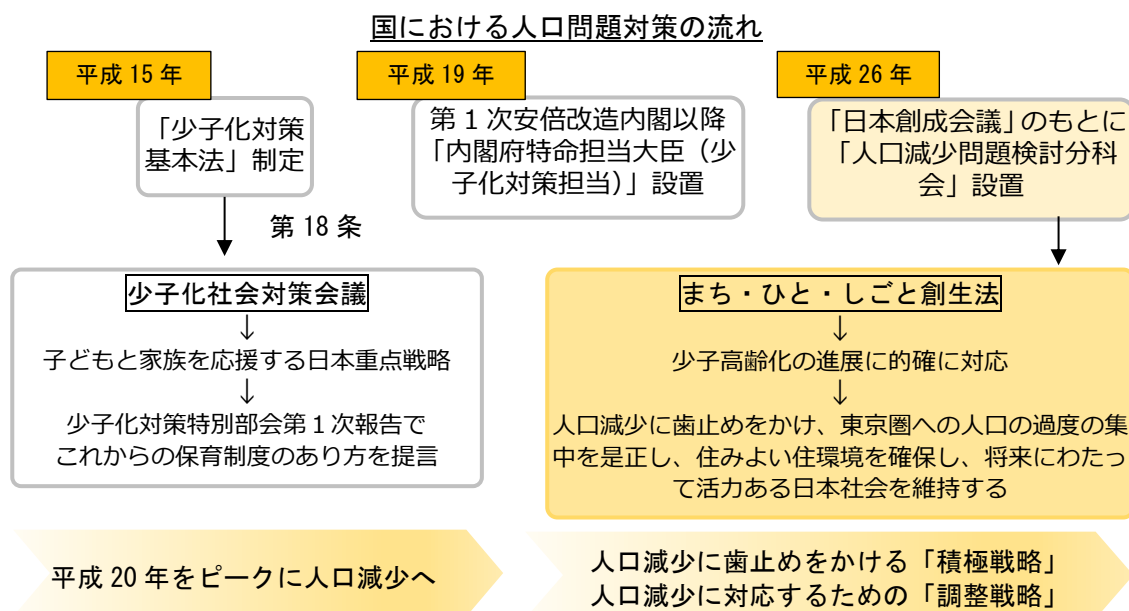 国における人口問題対策の流れ
平成 15 年
「少子化対策
基本法」制定
第 18 条
平成 19 年
第 1 次安倍改造内閣以降
「内閣府特命担当大臣（少
子化対策担当）」設置
平成 26 年
「日本創成会議」のもとに
「人口減少問題検討分科
会」設置
少子化社会対策会議
↓
子どもと家族を応援する日本重点戦略
↓
少子化対策特別部会第 1 次報告で
これからの保育制度のあり方を提言
まち・ひと・しごと創生法
↓
少子高齢化の進展に的確に対応
↓
人口減少に歯止めをかけ、東京圏への人口の過度の集
中を是正し、住みよい住環境を確保し、将来にわたっ
て活力ある日本社会を維持する
平成 20 年をピークに人口減少へ
人口減少に歯止めをかける「積極戦略」
人口減少に対応するための「調整戦略」